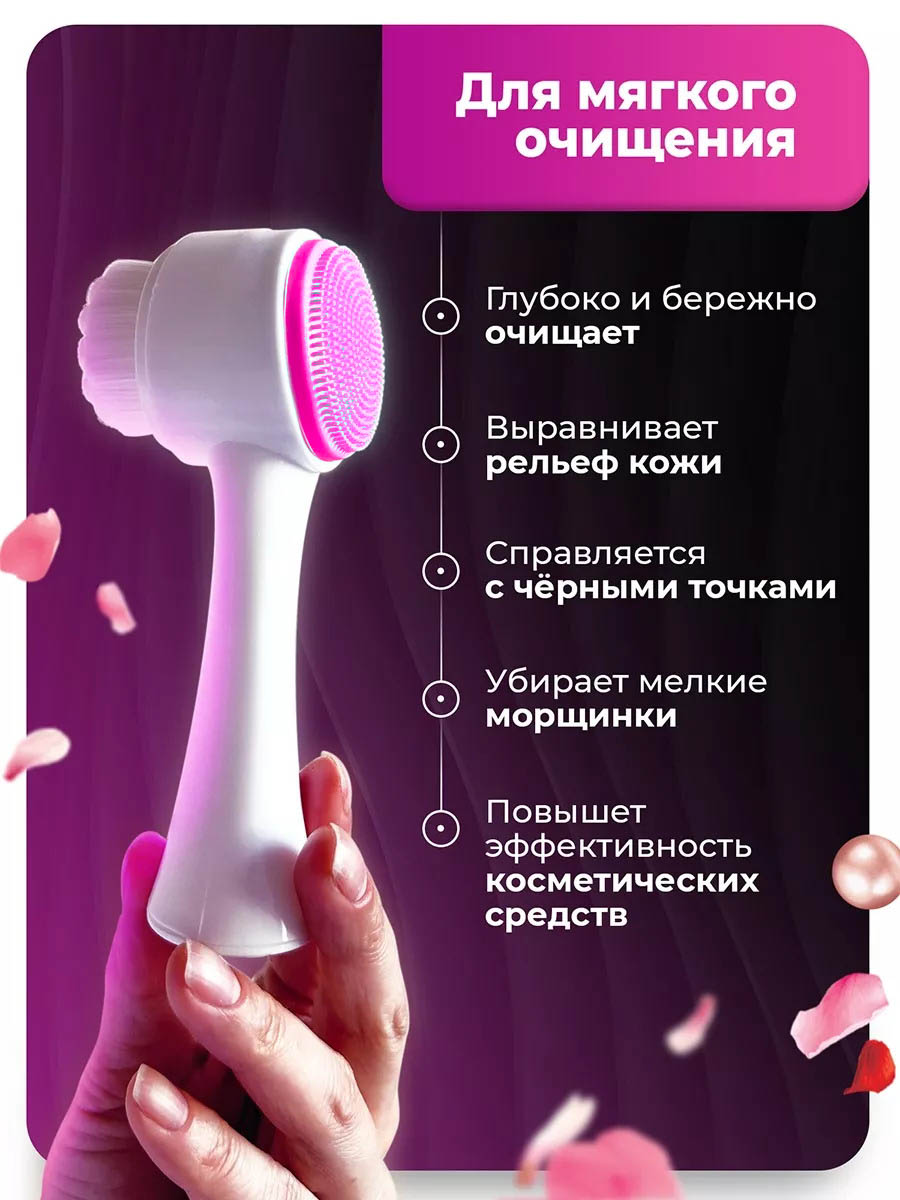 Для мягкого
очищения
Глубоко и бережно
очищает
Выравнивает
рельеф кожи
Справляется
с чёрными точками
Убирает мелкие
морщинки
Повышет
эффективность
косметических
средств